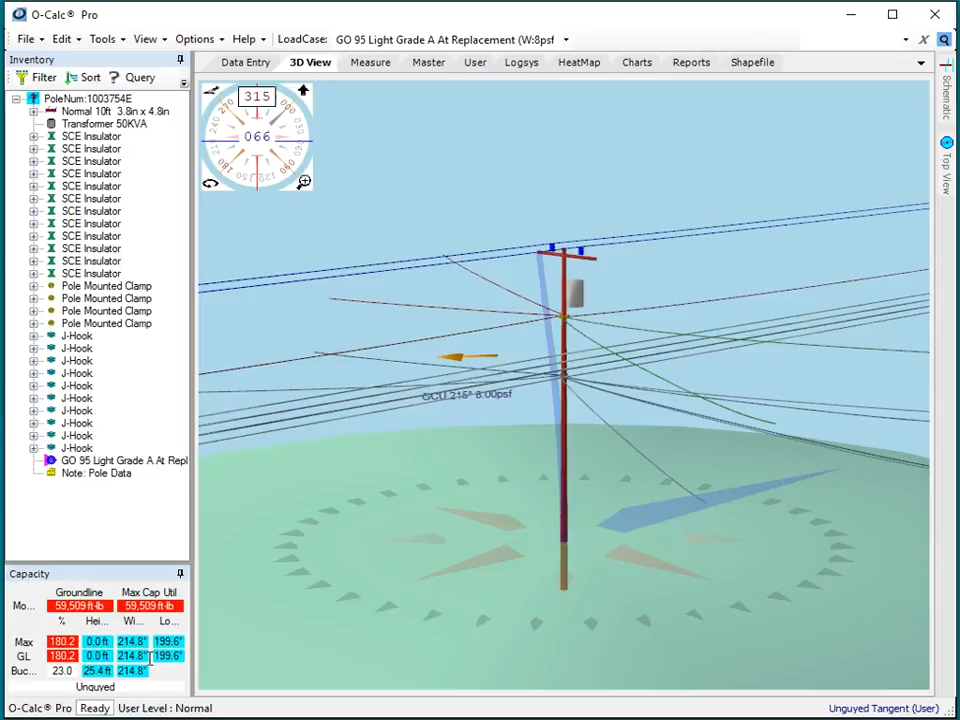 O-Calc® Pro
File Edit Tools View Options Help LoadCase: GO 95 Light Grade A At Replacement (W:8psf
Inventory
Filter Sort ? Query
Data Entry 3D View Measure Master User Logsys HeatMap Charts Reports Shapefile
PoleNum:1003754E
Normal 10ft 3.8in x 4.8in
Transformer 50KVA
SCE Insulator
SCE Insulator
SCE Insulator
SCE Insulator
SCE Insulator
SCE Insulator
SCE Insulator
SCE Insulator
SCE Insulator
SCE Insulator
SCE Insulator
SCE Insulator
Pole Mounted Clamp
Pole Mounted Clamp
Pole Mounted Clamp
Pole Mounted Clamp
J-Hook
J-Hook
J-Hook
J-Hook
J-Hook
J-Hook
J-Hook
J-Hook
J-Hook
J-Hook
GO 95 Light Grade A At Repl
Note: Pole Data
315
066
GCU 215° 8.00psf
Schematic
Top View
Capacity
Groundline Max Cap Util
Mo... 59,509 ft-lb 59,509 ft-lb
% Hei... Wi... Lo...
Max 180.2 0.0 ft 214.8° 199.6°
GL 180.2 0.0 ft 214.8° 199.6°
Buc... 23.0 25.4 ft 214.8°
Unguyed
O-Calc® Pro Ready User Level : Normal Unguyed Tangent (User)